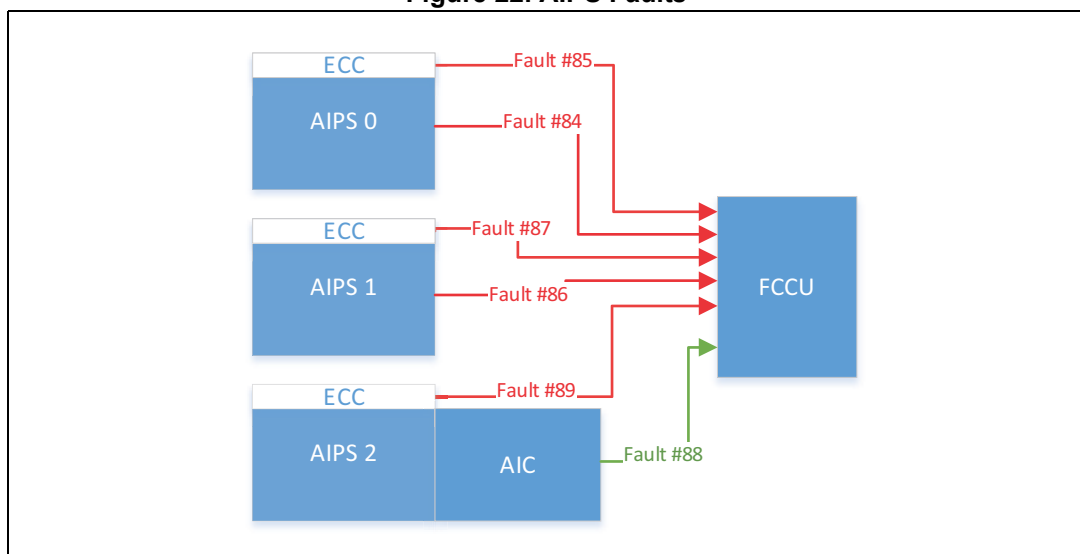 ECC
Fault #85
AIPS 0
Fault #84
ECC
Fault #87
AIPS 1
Fault #86
FCCU
ECC
Fault #89
AIPS 2
AIC
Fault #88